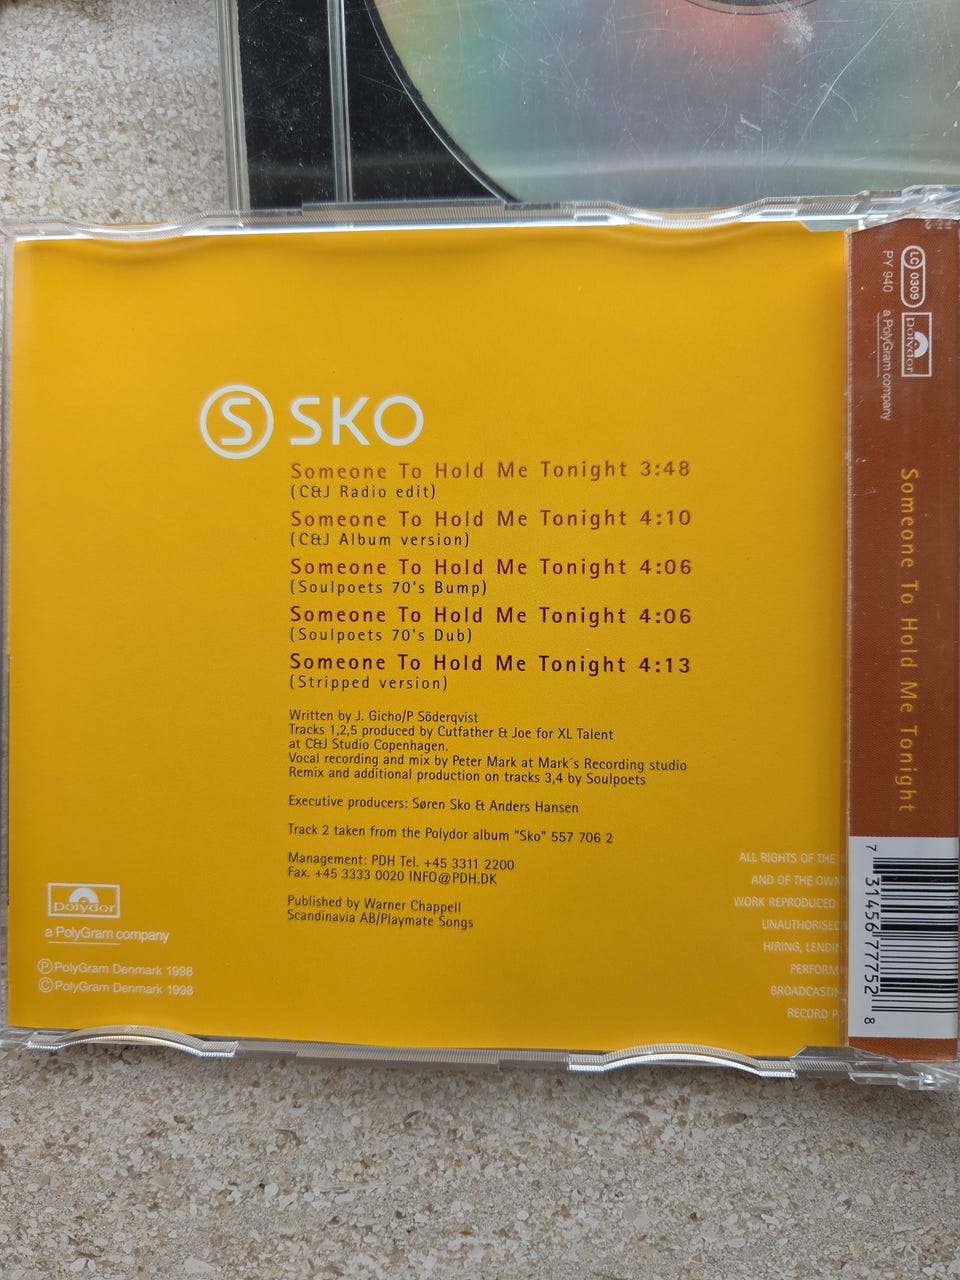 S SKO
Someone To Hold Me Tonight 3:48
(C&J Radio edit)
Someone To Hold Me Tonight 4:10
(C&J Album version)
Someone To Hold Me Tonight 4:06
(Soulpoets 70's Bump)
Someone To Hold Me Tonight 4:06
(Soulpoets 70's Dub)
Someone To Hold Me Tonight 4:13
(Stripped version)
Written by J. Gicho/P Söderqvist
Tracks 1,2,5 produced by Cutfather & Joe for XL Talent
at C&J Studio Copenhagen.
Vocal recording and mix by Peter Mark at Mark´s Recording studio
Remix and additional production on tracks 3,4 by Soulpoets
Executive producers: Søren Sko & Anders Hansen
Track 2 taken from the Polydor album "Sko" 557 706 2
Management: PDH Tel. +45 3311 2200
Fax. +45 3333 0020 INFO@PDH.DK
Published by Warner Chappell
Scandinavia AB/Playmate Songs
polydor
a PolyGram company
℗ PolyGram Denmark 1998
© PolyGram Denmark 1998
ALL RIGHTS OF THE
AND OF THE
WORK REPRODUCED
UNAUTHORISED
HIRING,
RECORD
LC 0309
PY 940
polydor
a PolyGram company
Someone To Hold Me Tonight
7 31456 77752 8